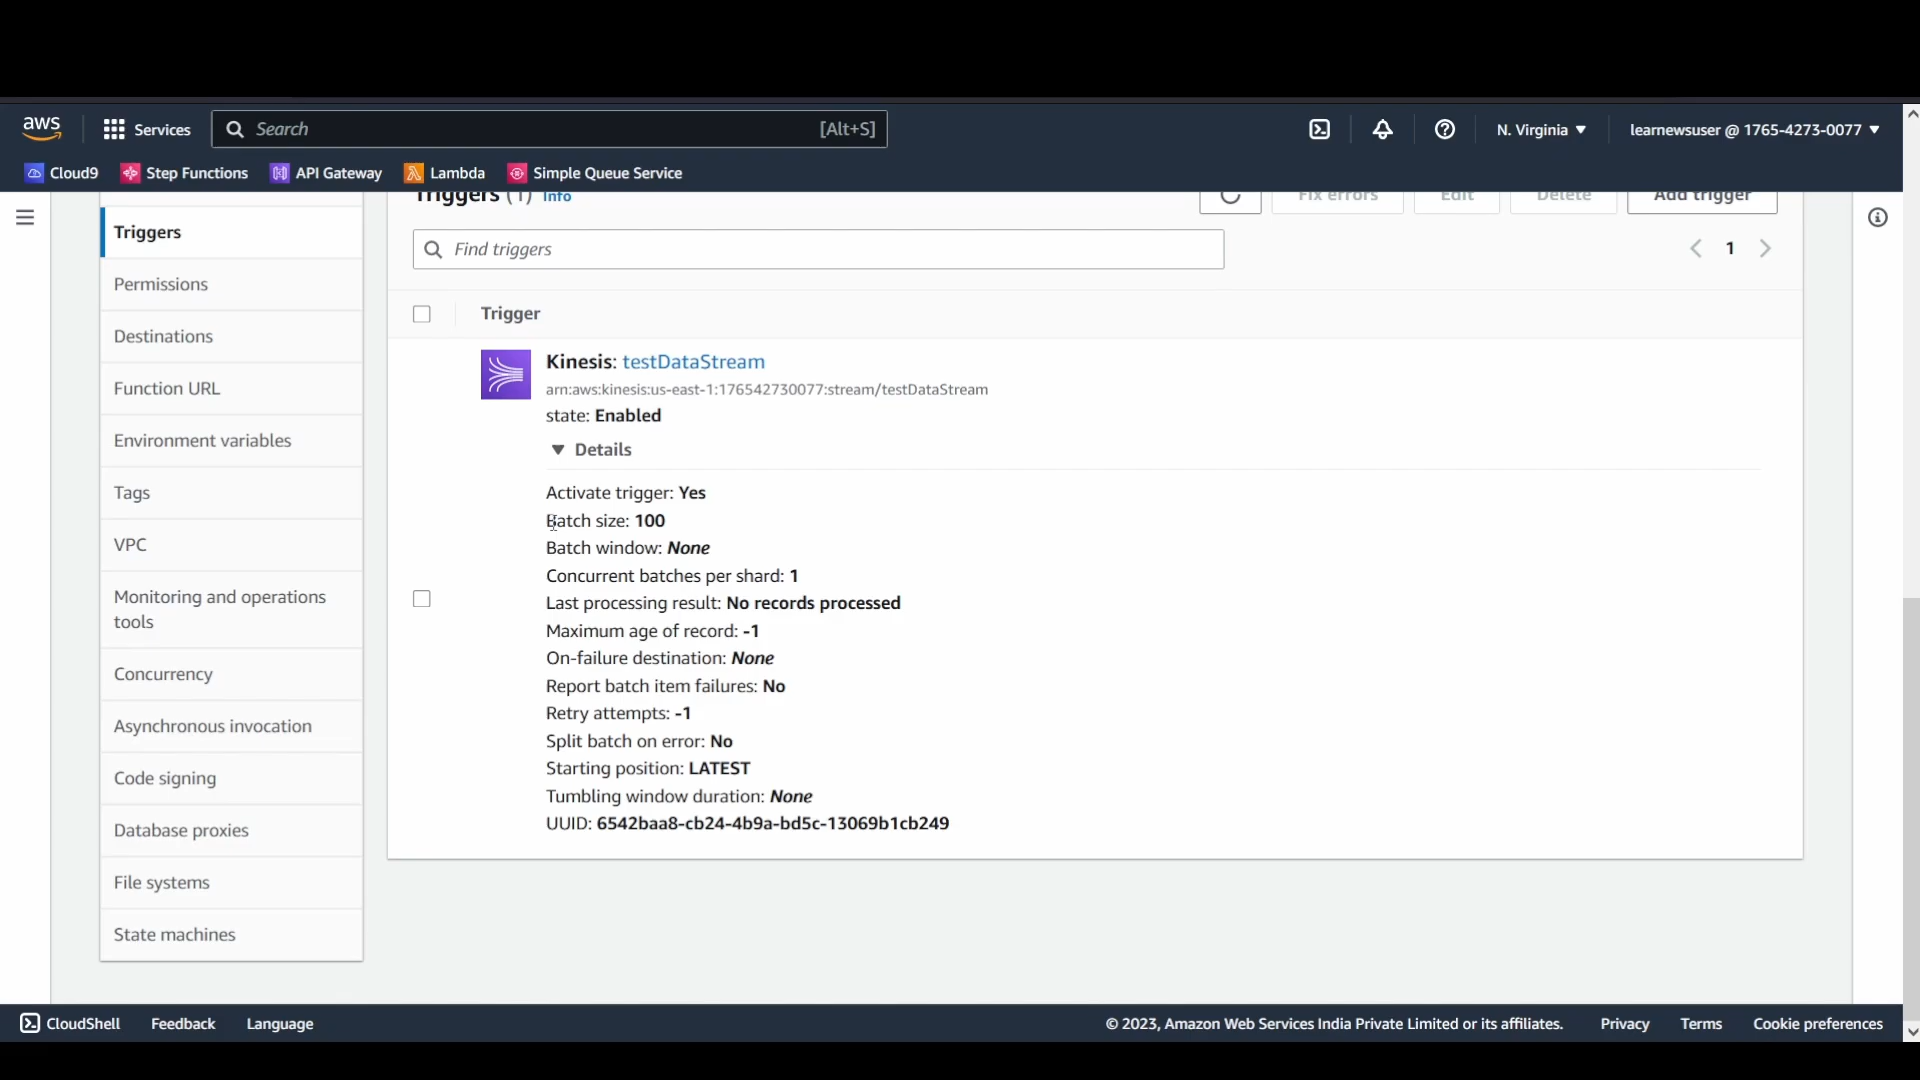 aws
Services
Search
[Alt+S]
N. Virginia
learnewsuser @ 1765-4273-0077
Cloud9
Step Functions
API Gateway
Lambda
Simple Queue Service
Triggers (1) Info
Fix errors
Edit
Delete
Add trigger
Triggers
Permissions
Destinations
Function URL
Environment variables
Tags
VPC
Monitoring and operations
tools
Concurrency
Asynchronous invocation
Code signing
Database proxies
File systems
State machines
Find triggers
1
Trigger
Kinesis: testDataStream
arn:aws:kinesis:us-east-1:176542730077:stream/testDataStream
state: Enabled
Details
Activate trigger: Yes
Batch size: 100
Batch window: None
Concurrent batches per shard: 1
Last processing result: No records processed
Maximum age of record: -1
On-failure destination: None
Report batch item failures: No
Retry attempts: -1
Split batch on error: No
Starting position: LATEST
Tumbling window duration: None
UUID: 6542baa8-cb24-4b9a-bd5c-13069b1cb249
CloudShell
Feedback
Language
© 2023, Amazon Web Services India Private Limited or its affiliates.
Privacy
Terms
Cookie preferences